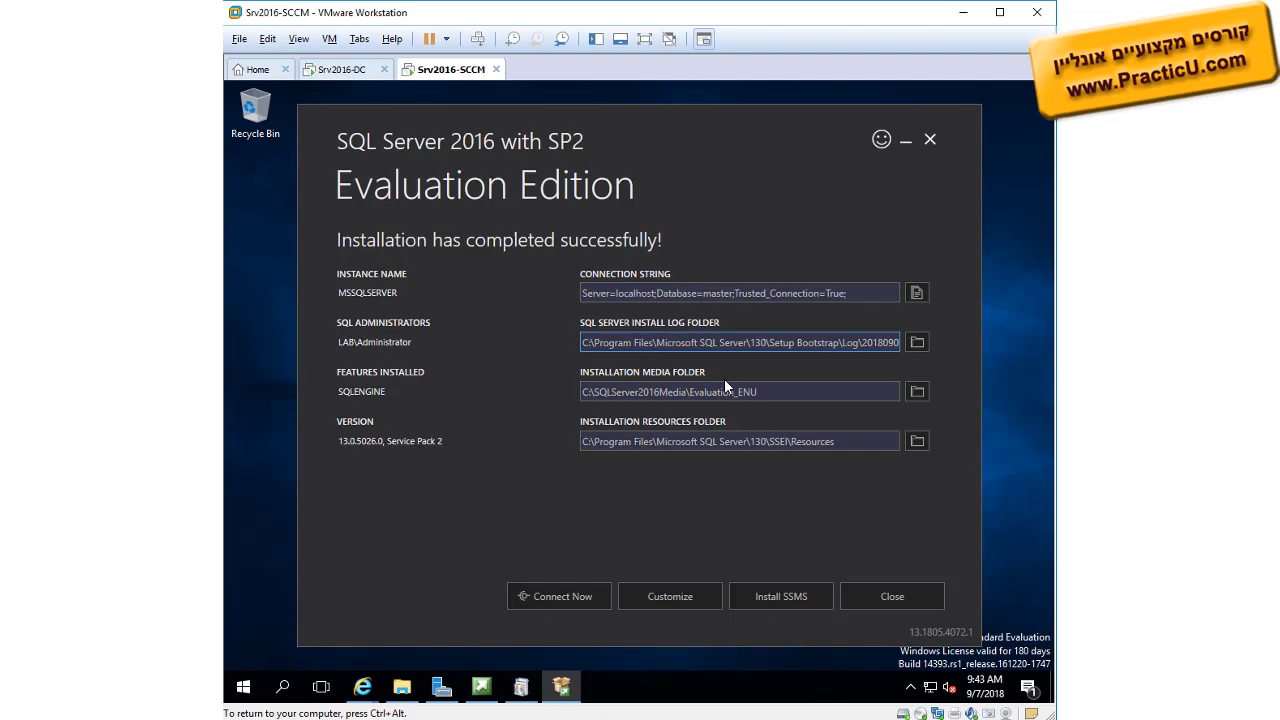 Srv2016-SCCM - VMware Workstation
קורסים מקצועיים אונליין
www.PracticU.com
File Edit View VM Tabs Help
Home Srv2016-DC Srv2016-SCCM
Recycle Bin
SQL Server 2016 with SP2
Evaluation Edition
Installation has completed successfully!
INSTANCE NAME
MSSQLSERVER
CONNECTION STRING
Server=localhost;Database=master;Trusted_Connection=True;
SQL ADMINISTRATORS
LAB\Administrator
SQL SERVER INSTALL LOG FOLDER
C:\Program Files\Microsoft SQL Server\130\Setup Bootstrap\Log\2018090
FEATURES INSTALLED
SQLENGINE
INSTALLATION MEDIA FOLDER
C:\SQLServer2016Media\Evaluation_ENU
VERSION
13.0.5026.0, Service Pack 2
INSTALLATION RESOURCES FOLDER
C:\Program Files\Microsoft SQL Server\130\SSEI\Resources
Connect Now Customize Install SSMS Close
13.1805.4072.1
dard Evaluation
Windows License valid for 180 days
Build 14393.rs1_release.161220-1747
9:43 AM
9/7/2018
1
To return to your computer, press Ctrl+Alt.